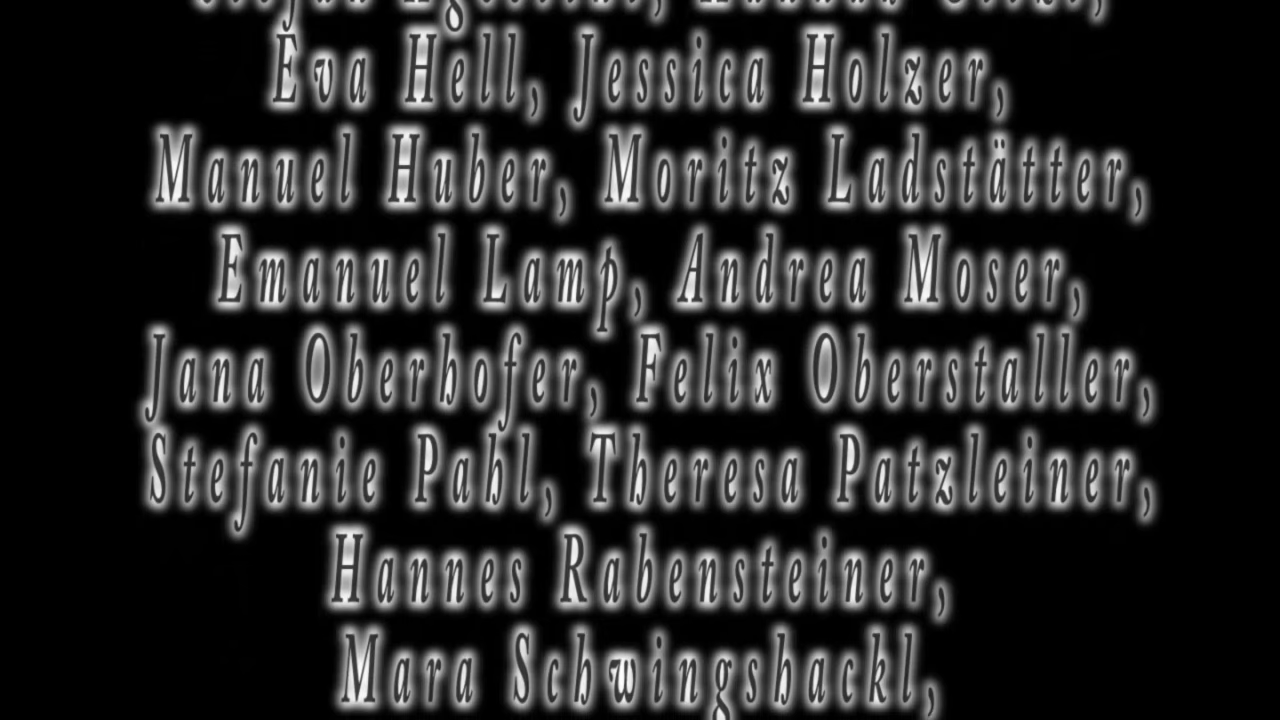 Eva Hell, Jessica Holzer,
Manuel Huber, Moritz Ladstätter,
Emanuel Lamp, Andrea Moser,
Jana Oberhofer, Felix Oberstaller,
Stefanie Pahl, Theresa Patzleiner,
Hannes Rabensteiner,
Mara Schwingshackl,